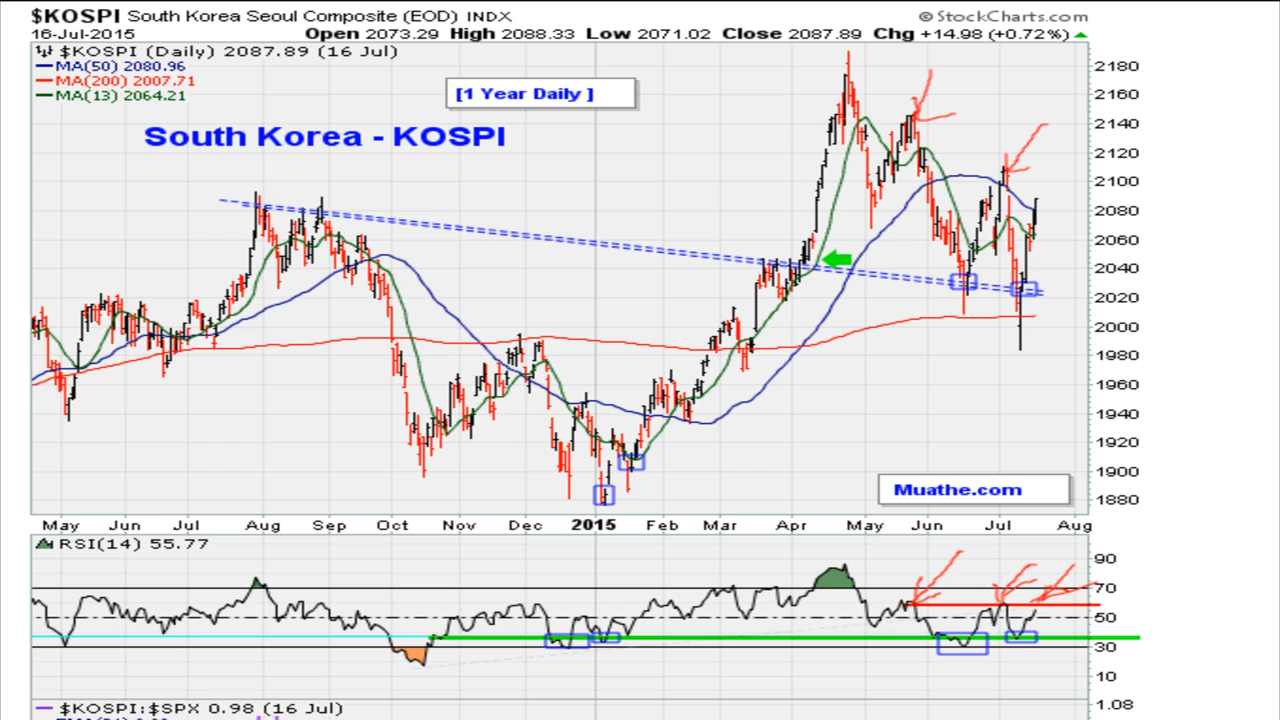 $KOSPI South Korea Seoul Composite (EOD) INDX © StockCharts.com
16-Jul-2015 Open 2073.29 High 2088.33 Low 2071.02 Close 2087.89 Chg +14.98 (+0.72%)
$KOSPI (Daily) 2087.89 (16 Jul)
MA(50) 2080.96
MA(200) 2007.71
MA(13) 2064.21
[1 Year Daily ]
South Korea - KOSPI
2180
2160
2140
2120
2100
2080
2060
2040
2020
2000
1980
1960
1940
1920
1900
1880
Muathe.com
May Jun Jul Aug Sep Oct Nov Dec 2015 Feb Mar Apr May Jun Jul Aug
RSI(14) 55.77
90
70
50
30
10
$KOSPI:$SPX 0.98 (16 Jul)
1.08